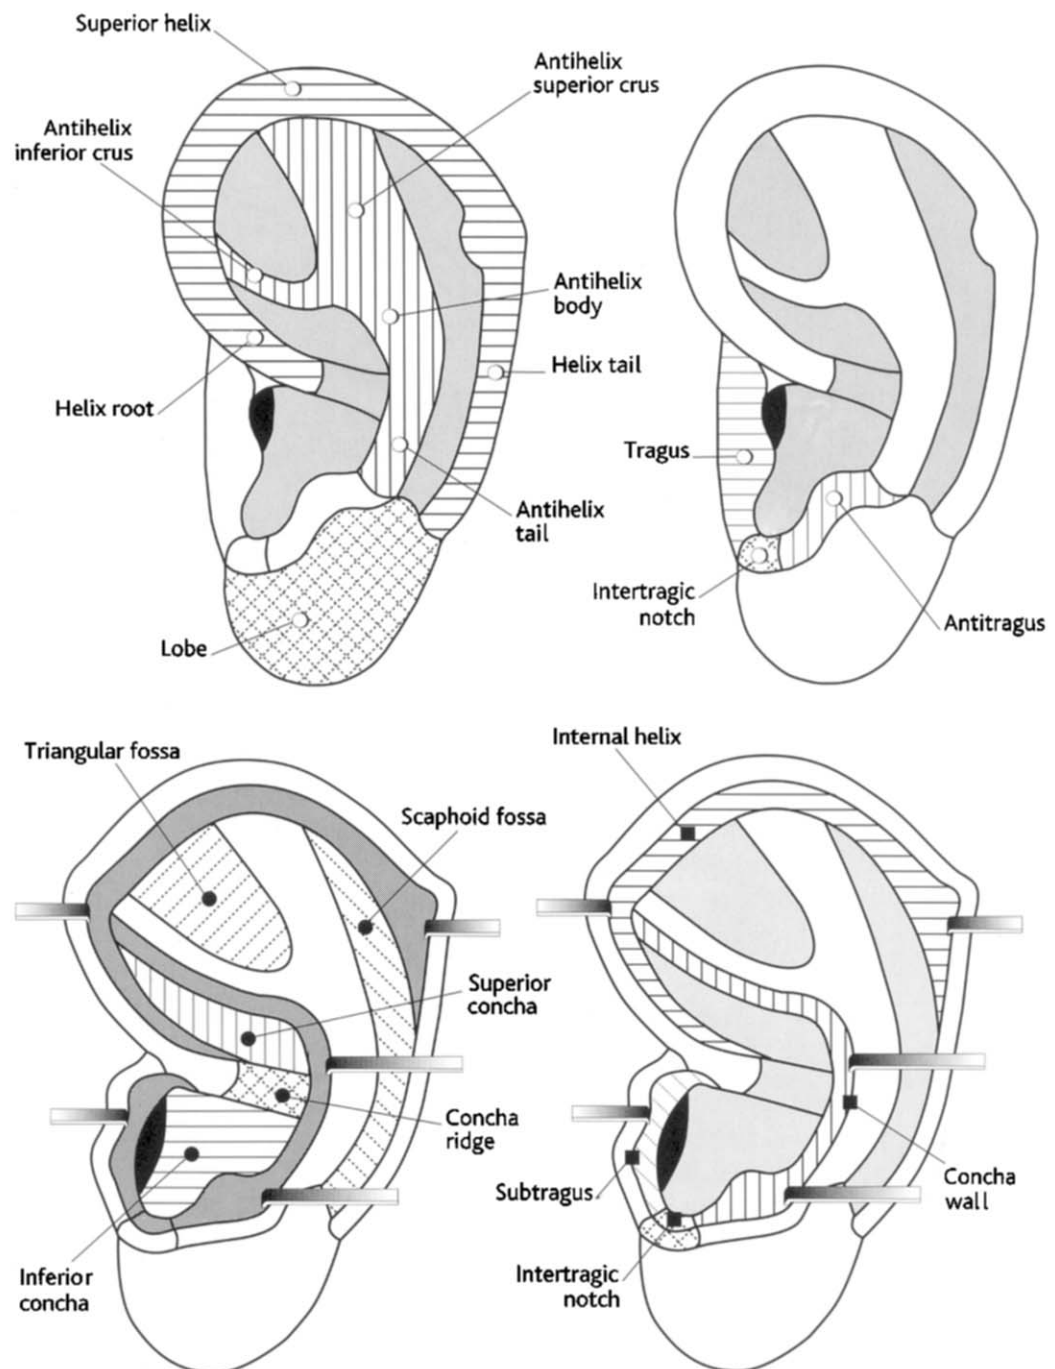 Superior helix
Antihelix
superior crus
Antihelix
inferior crus
Antihelix
body
Helix tail
Helix root
Antihelix
tail
Lobe
Tragus
Intertragic
notch
Antitragus
Triangular fossa
Scaphoid fossa
Superior
concha
Concha
ridge
Inferior
concha
Internal helix
Subtragus
Concha
wall
Intertragic
notch